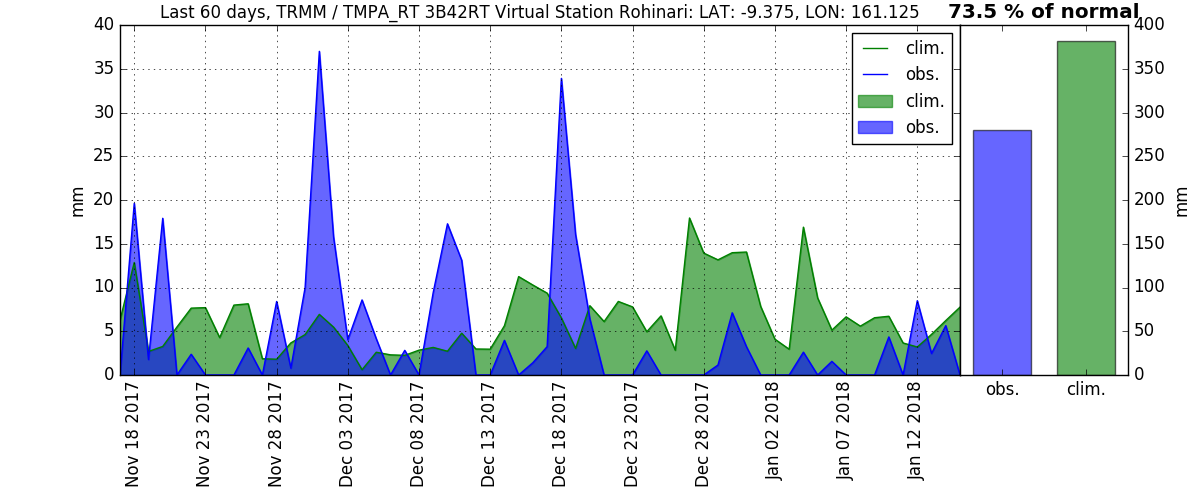 Last 60 days, TRMM / TMPA_RT 3B42RT Virtual Station Rohinari: LAT: -9.375, LON: 161.125
73.5 % of normal
40
35
30
25
20
15
10
5
0
mm
clim.
obs.
clim.
obs.
400
350
300
250
200
150
100
50
0
mm
Nov 18 2017
Nov 23 2017
Nov 28 2017
Dec 03 2017
Dec 08 2017
Dec 13 2017
Dec 18 2017
Dec 23 2017
Dec 28 2017
Jan 02 2018
Jan 07 2018
Jan 12 2018
obs.
clim.